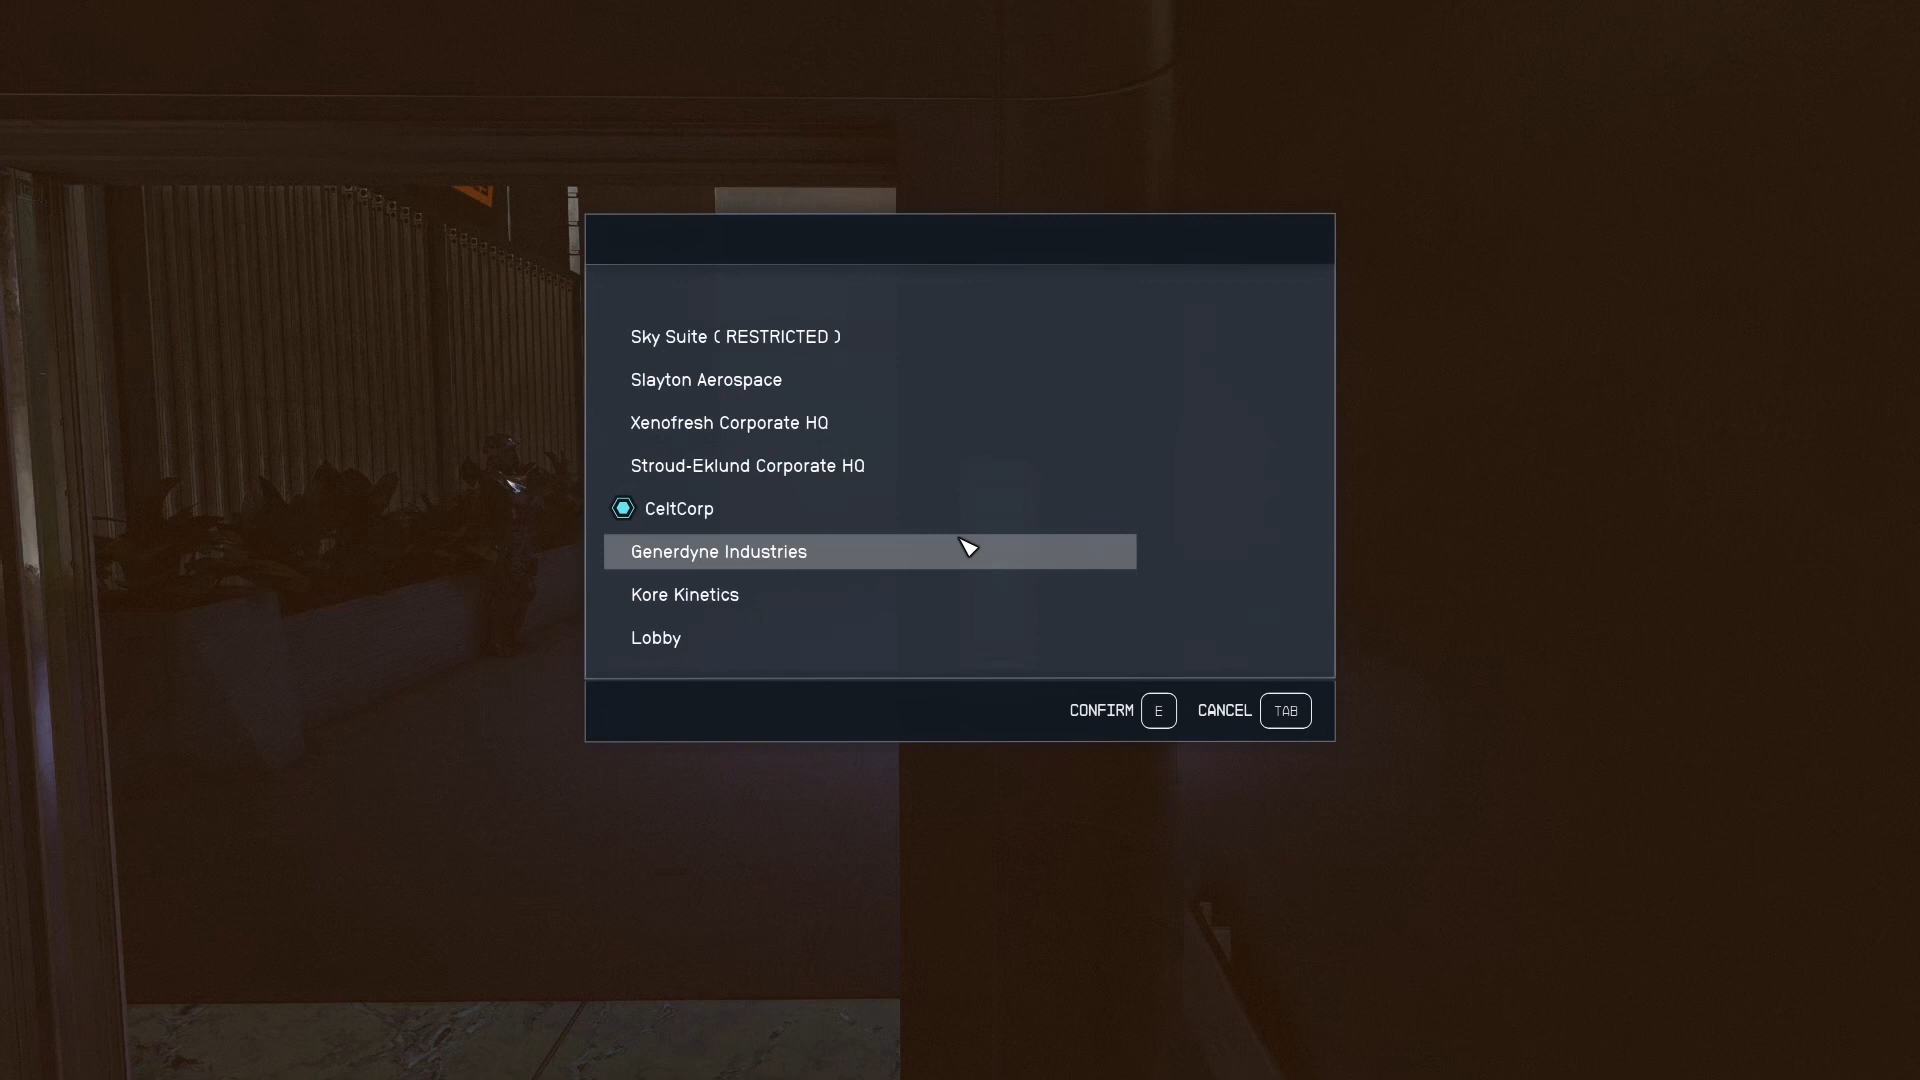 Sky Suite ( RESTRICTED )
Slayton Aerospace
Xenofresh Corporate HQ
Stroud-Eklund Corporate HQ
CeltCorp
Generdyne Industries
Kore Kinetics
Lobby
CONFIRM E CANCEL TAB